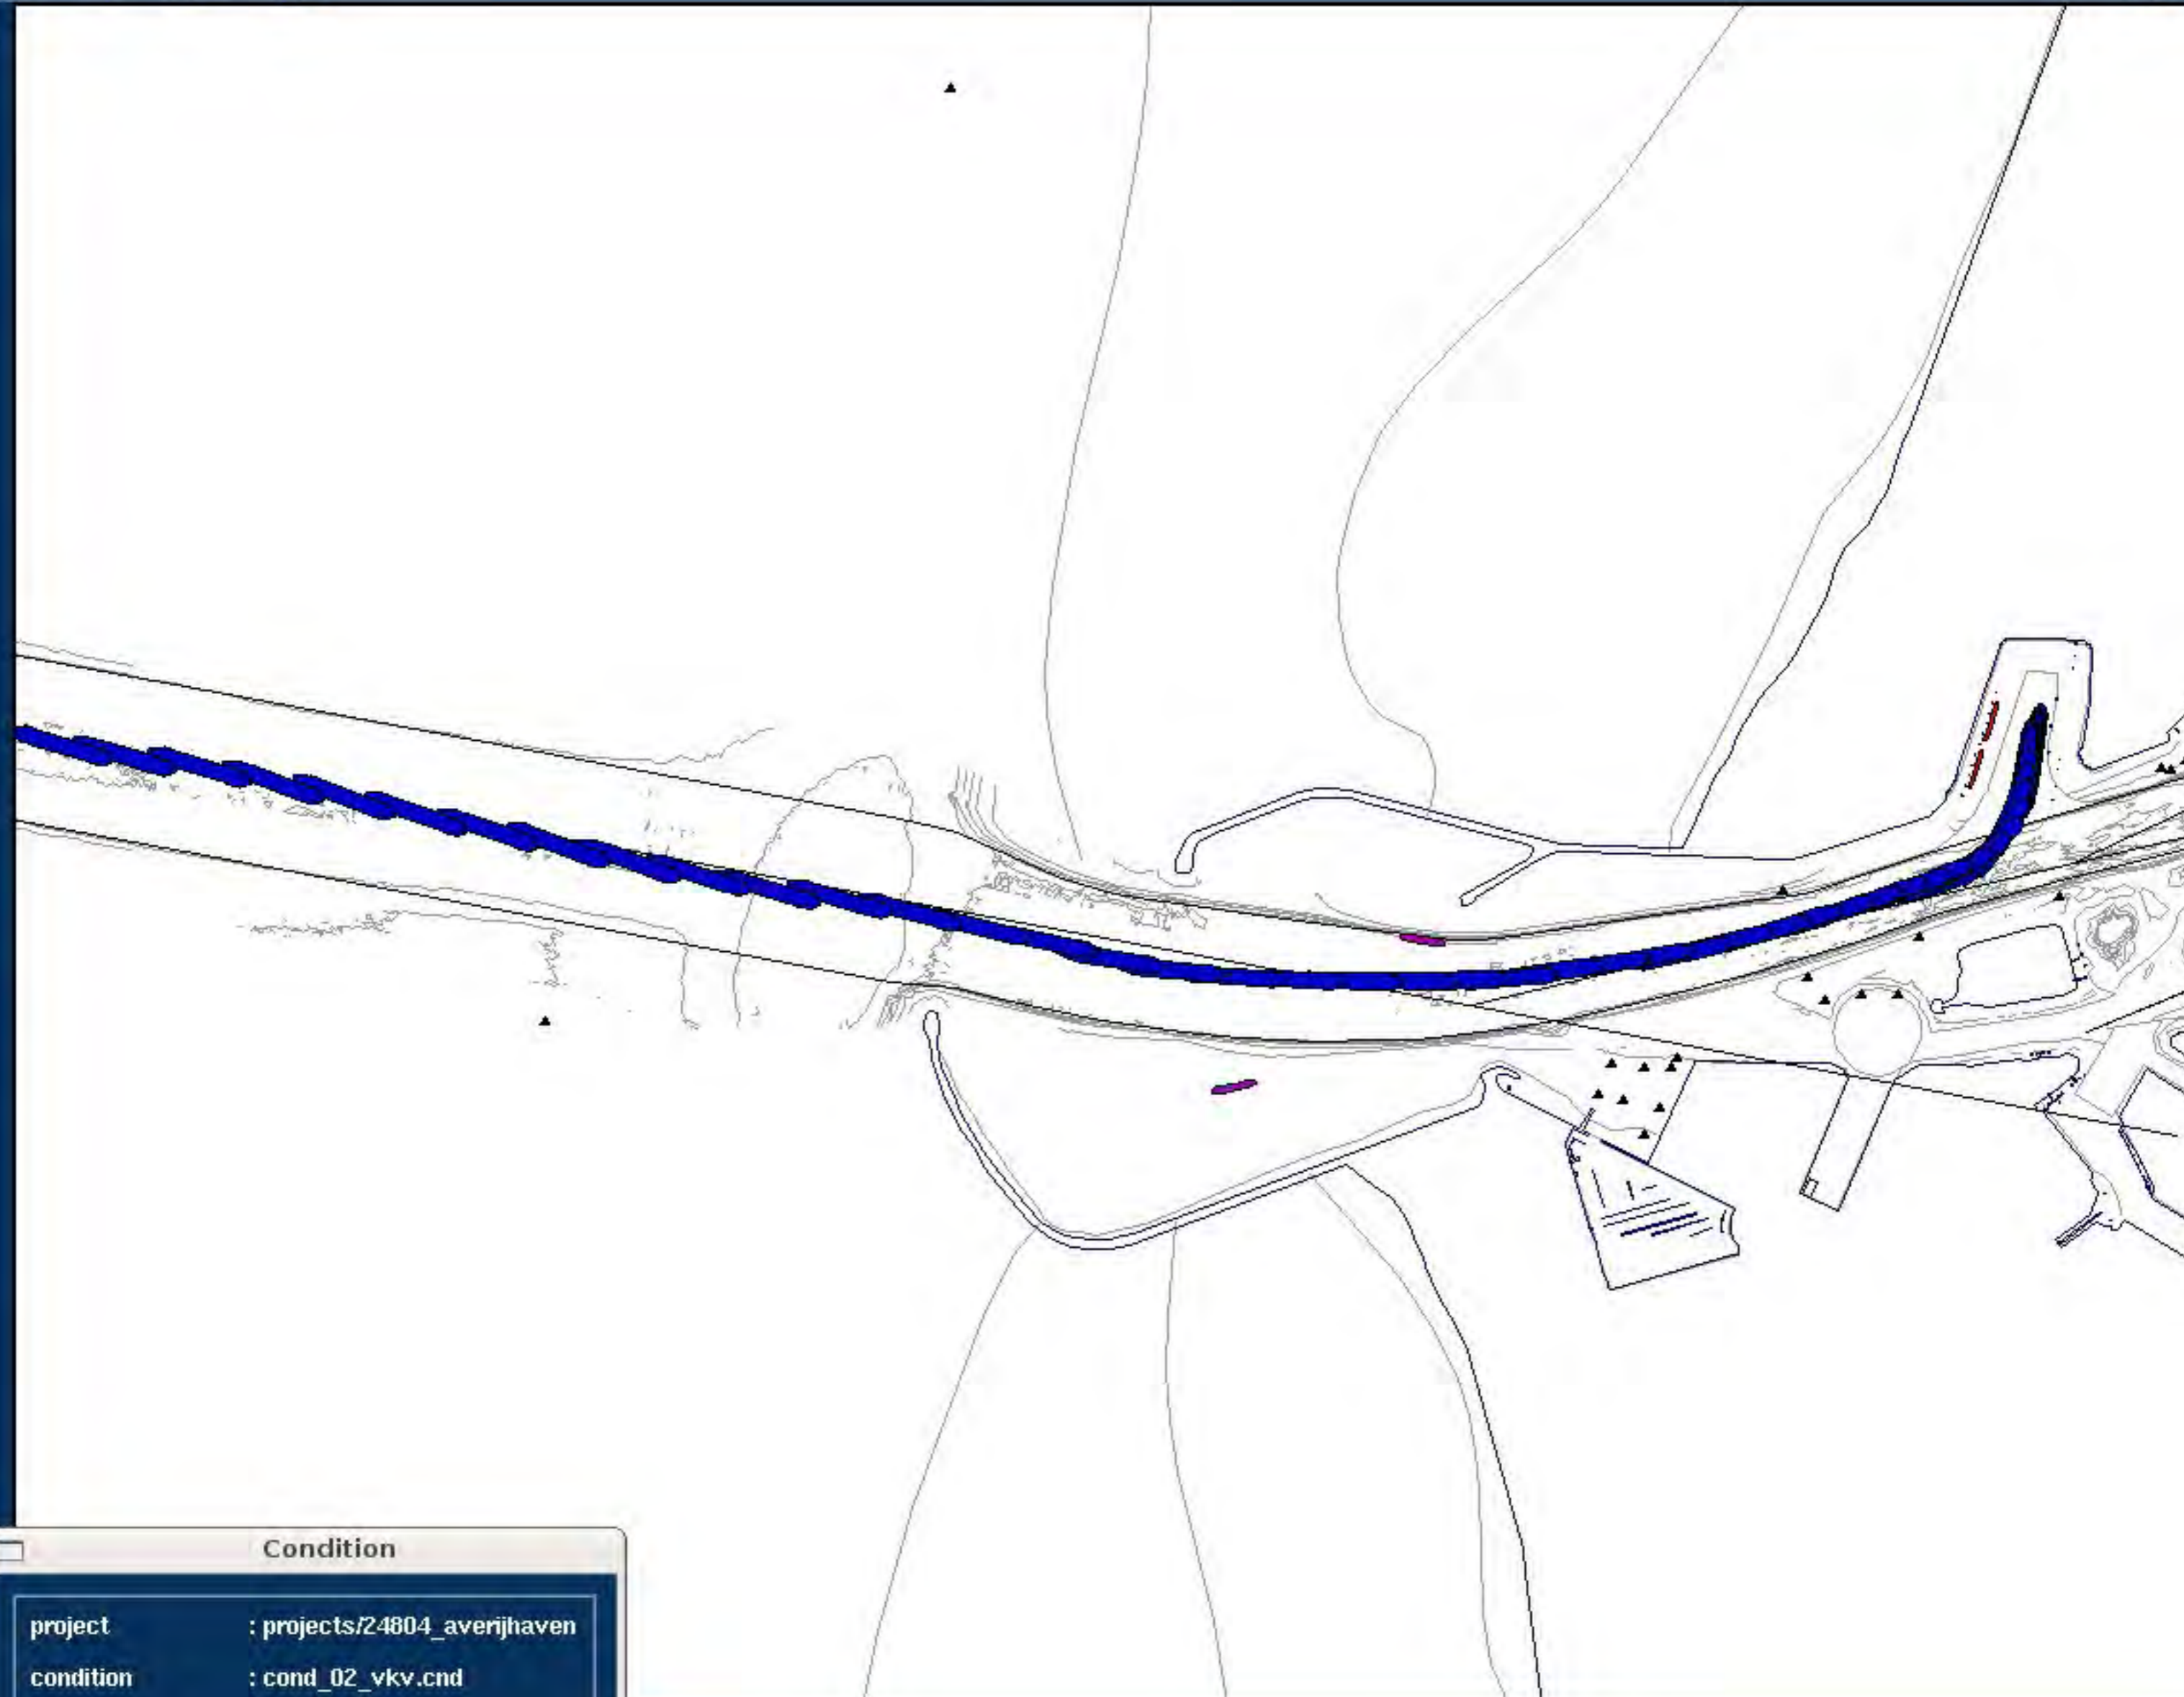 Condition
project : projects/24804_averijhaven
condition : cond_02_vkv.cnd